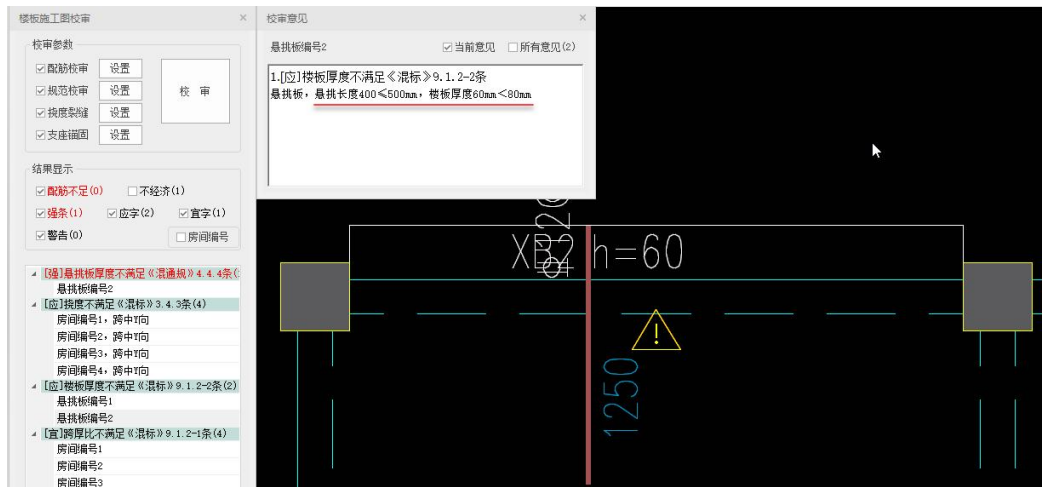 楼板施工图校审 ×
校审参数
配筋校审 设置
规范校审 设置
挠度裂缝 设置
支座锚固 设置
校 审
结果显示
配筋不足(0) 不经济(1)
强条(1) 应字(2) 宜字(1)
警告(0) 房间编号
[强]悬挑板厚度不满足《混通规》4.4.4条(
悬挑板编号2
[应]挠度不满足《混标》3.4.3条(4)
房间编号1，跨中Y向
房间编号2，跨中Y向
房间编号3，跨中Y向
房间编号4，跨中Y向
[应]楼板厚度不满足《混标》9.1.2-2条(2)
悬挑板编号1
悬挑板编号2
[宜]跨厚比不满足《混标》9.1.2-1条(4)
房间编号1
房间编号2
房间编号3
校审意见 ×
悬挑板编号2 当前意见 所有意见(2)
1.[应]楼板厚度不满足《混标》9.1.2-2条
悬挑板，悬挑长度400≤500mm，楼板厚度60mm＜80mm
XB2 h=60
1250